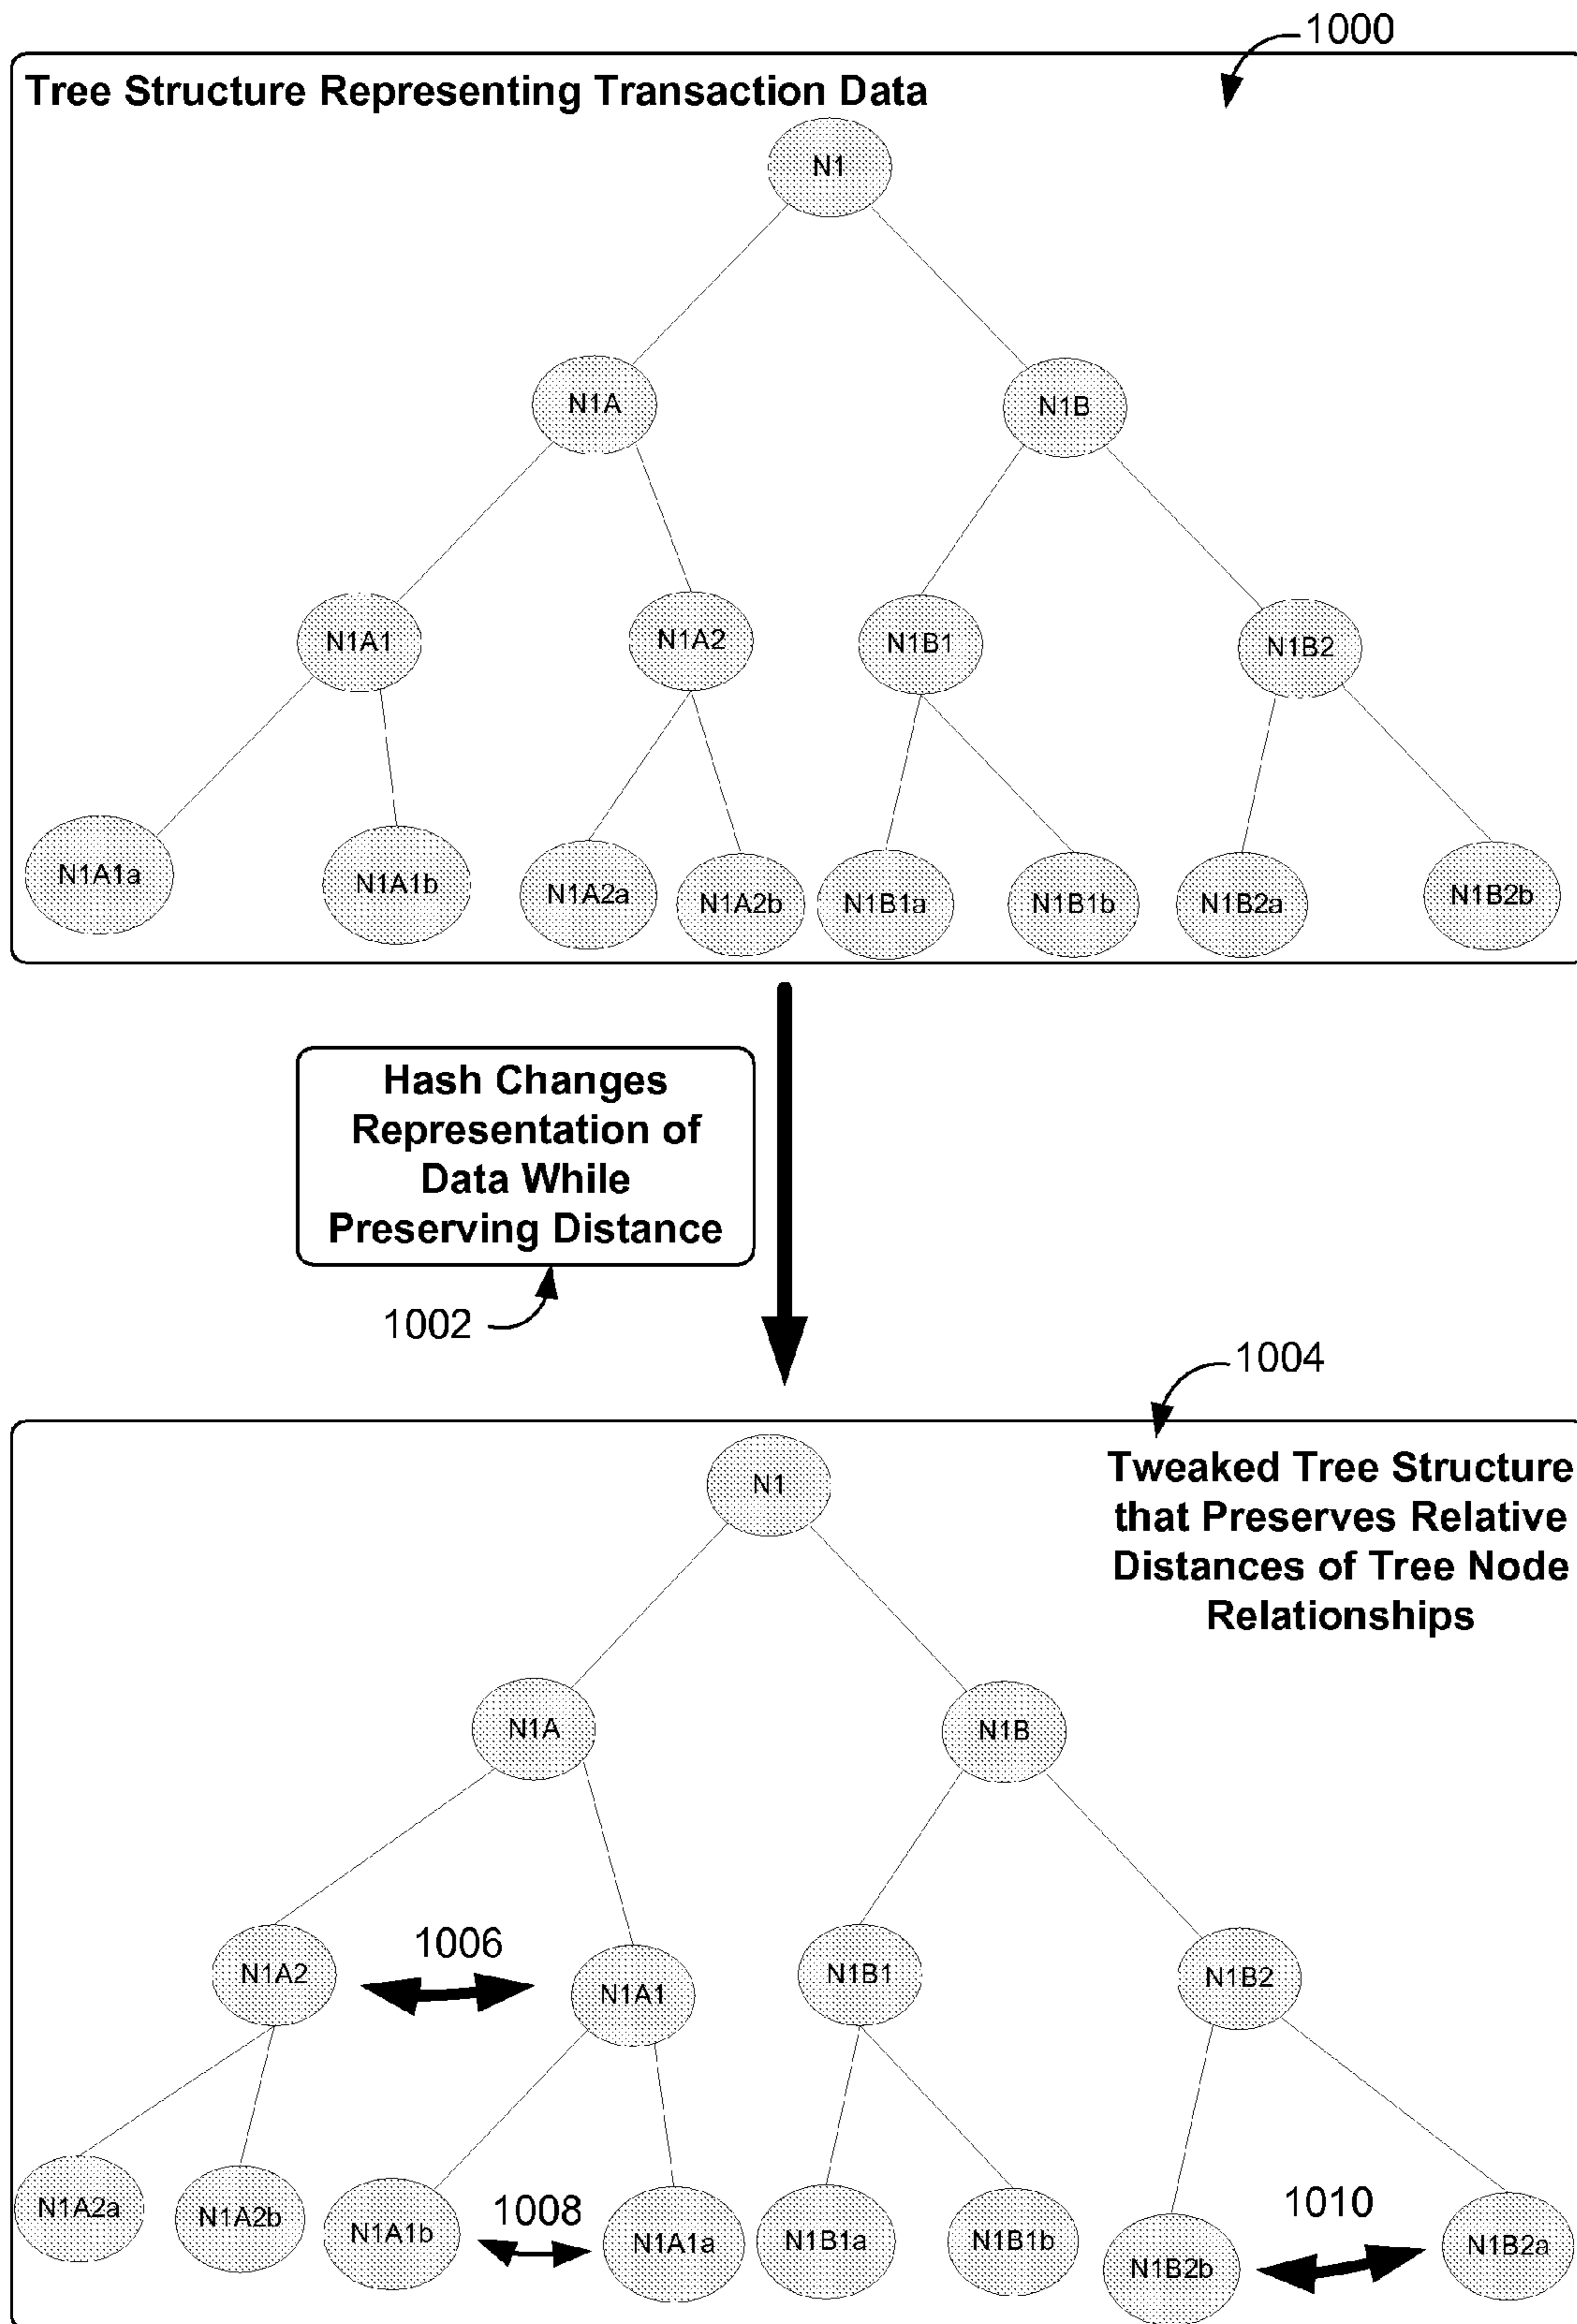 1000
Tree Structure Representing Transaction Data
N1
N1A
N1B
N1A1
N1A2
N1B1
N1B2
N1A1a
N1A1b
N1A2a
N1A2b
N1B1a
N1B1b
N1B2a
N1B2b
Hash Changes
Representation of
Data While
Preserving Distance
1002
1004
Tweaked Tree Structure
that Preserves Relative
Distances of Tree Node
Relationships
N1
N1A
N1B
1006
N1A2
N1A1
N1B1
N1B2
N1A2a
N1A2b
N1A1b
1008
N1A1a
N1B1a
N1B1b
N1B2b
1010
N1B2a